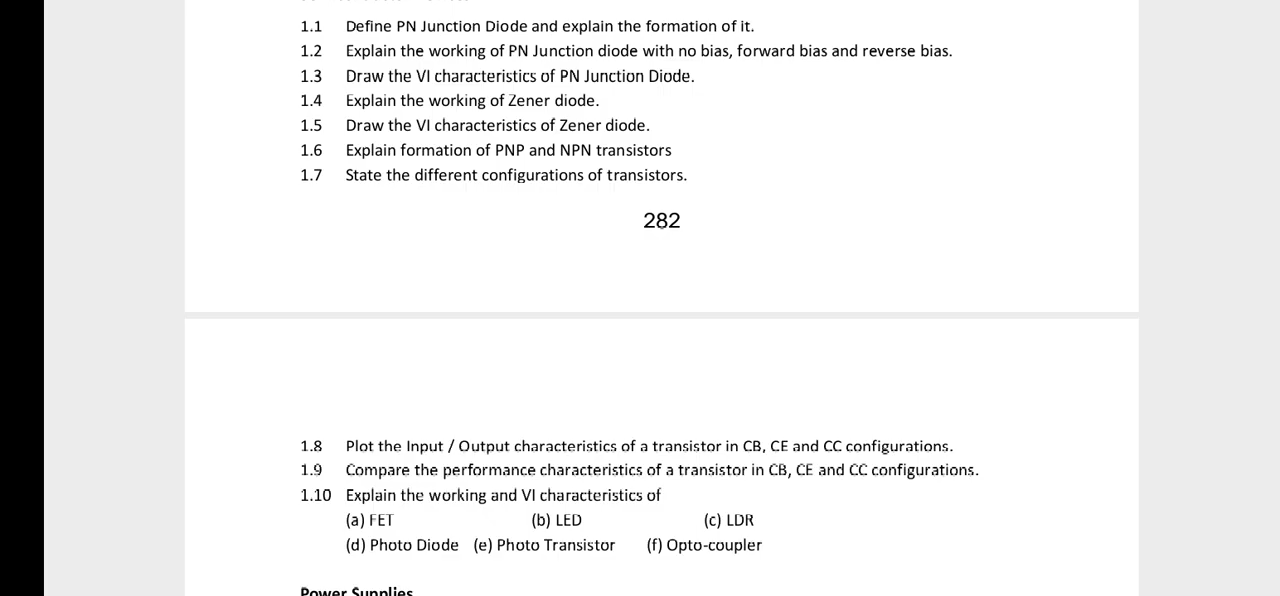 1.1 Define PN Junction Diode and explain the formation of it.
1.2 Explain the working of PN Junction diode with no bias, forward bias and reverse bias.
1.3 Draw the VI characteristics of PN Junction Diode.
1.4 Explain the working of Zener diode.
1.5 Draw the VI characteristics of Zener diode.
1.6 Explain formation of PNP and NPN transistors
1.7 State the different configurations of transistors.
282
1.8 Plot the Input / Output characteristics of a transistor in CB, CE and CC configurations.
1.9 Compare the performance characteristics of a transistor in CB, CE and CC configurations.
1.10 Explain the working and VI characteristics of
(a) FET (b) LED (c) LDR
(d) Photo Diode (e) Photo Transistor (f) Opto-coupler
Power Supplies